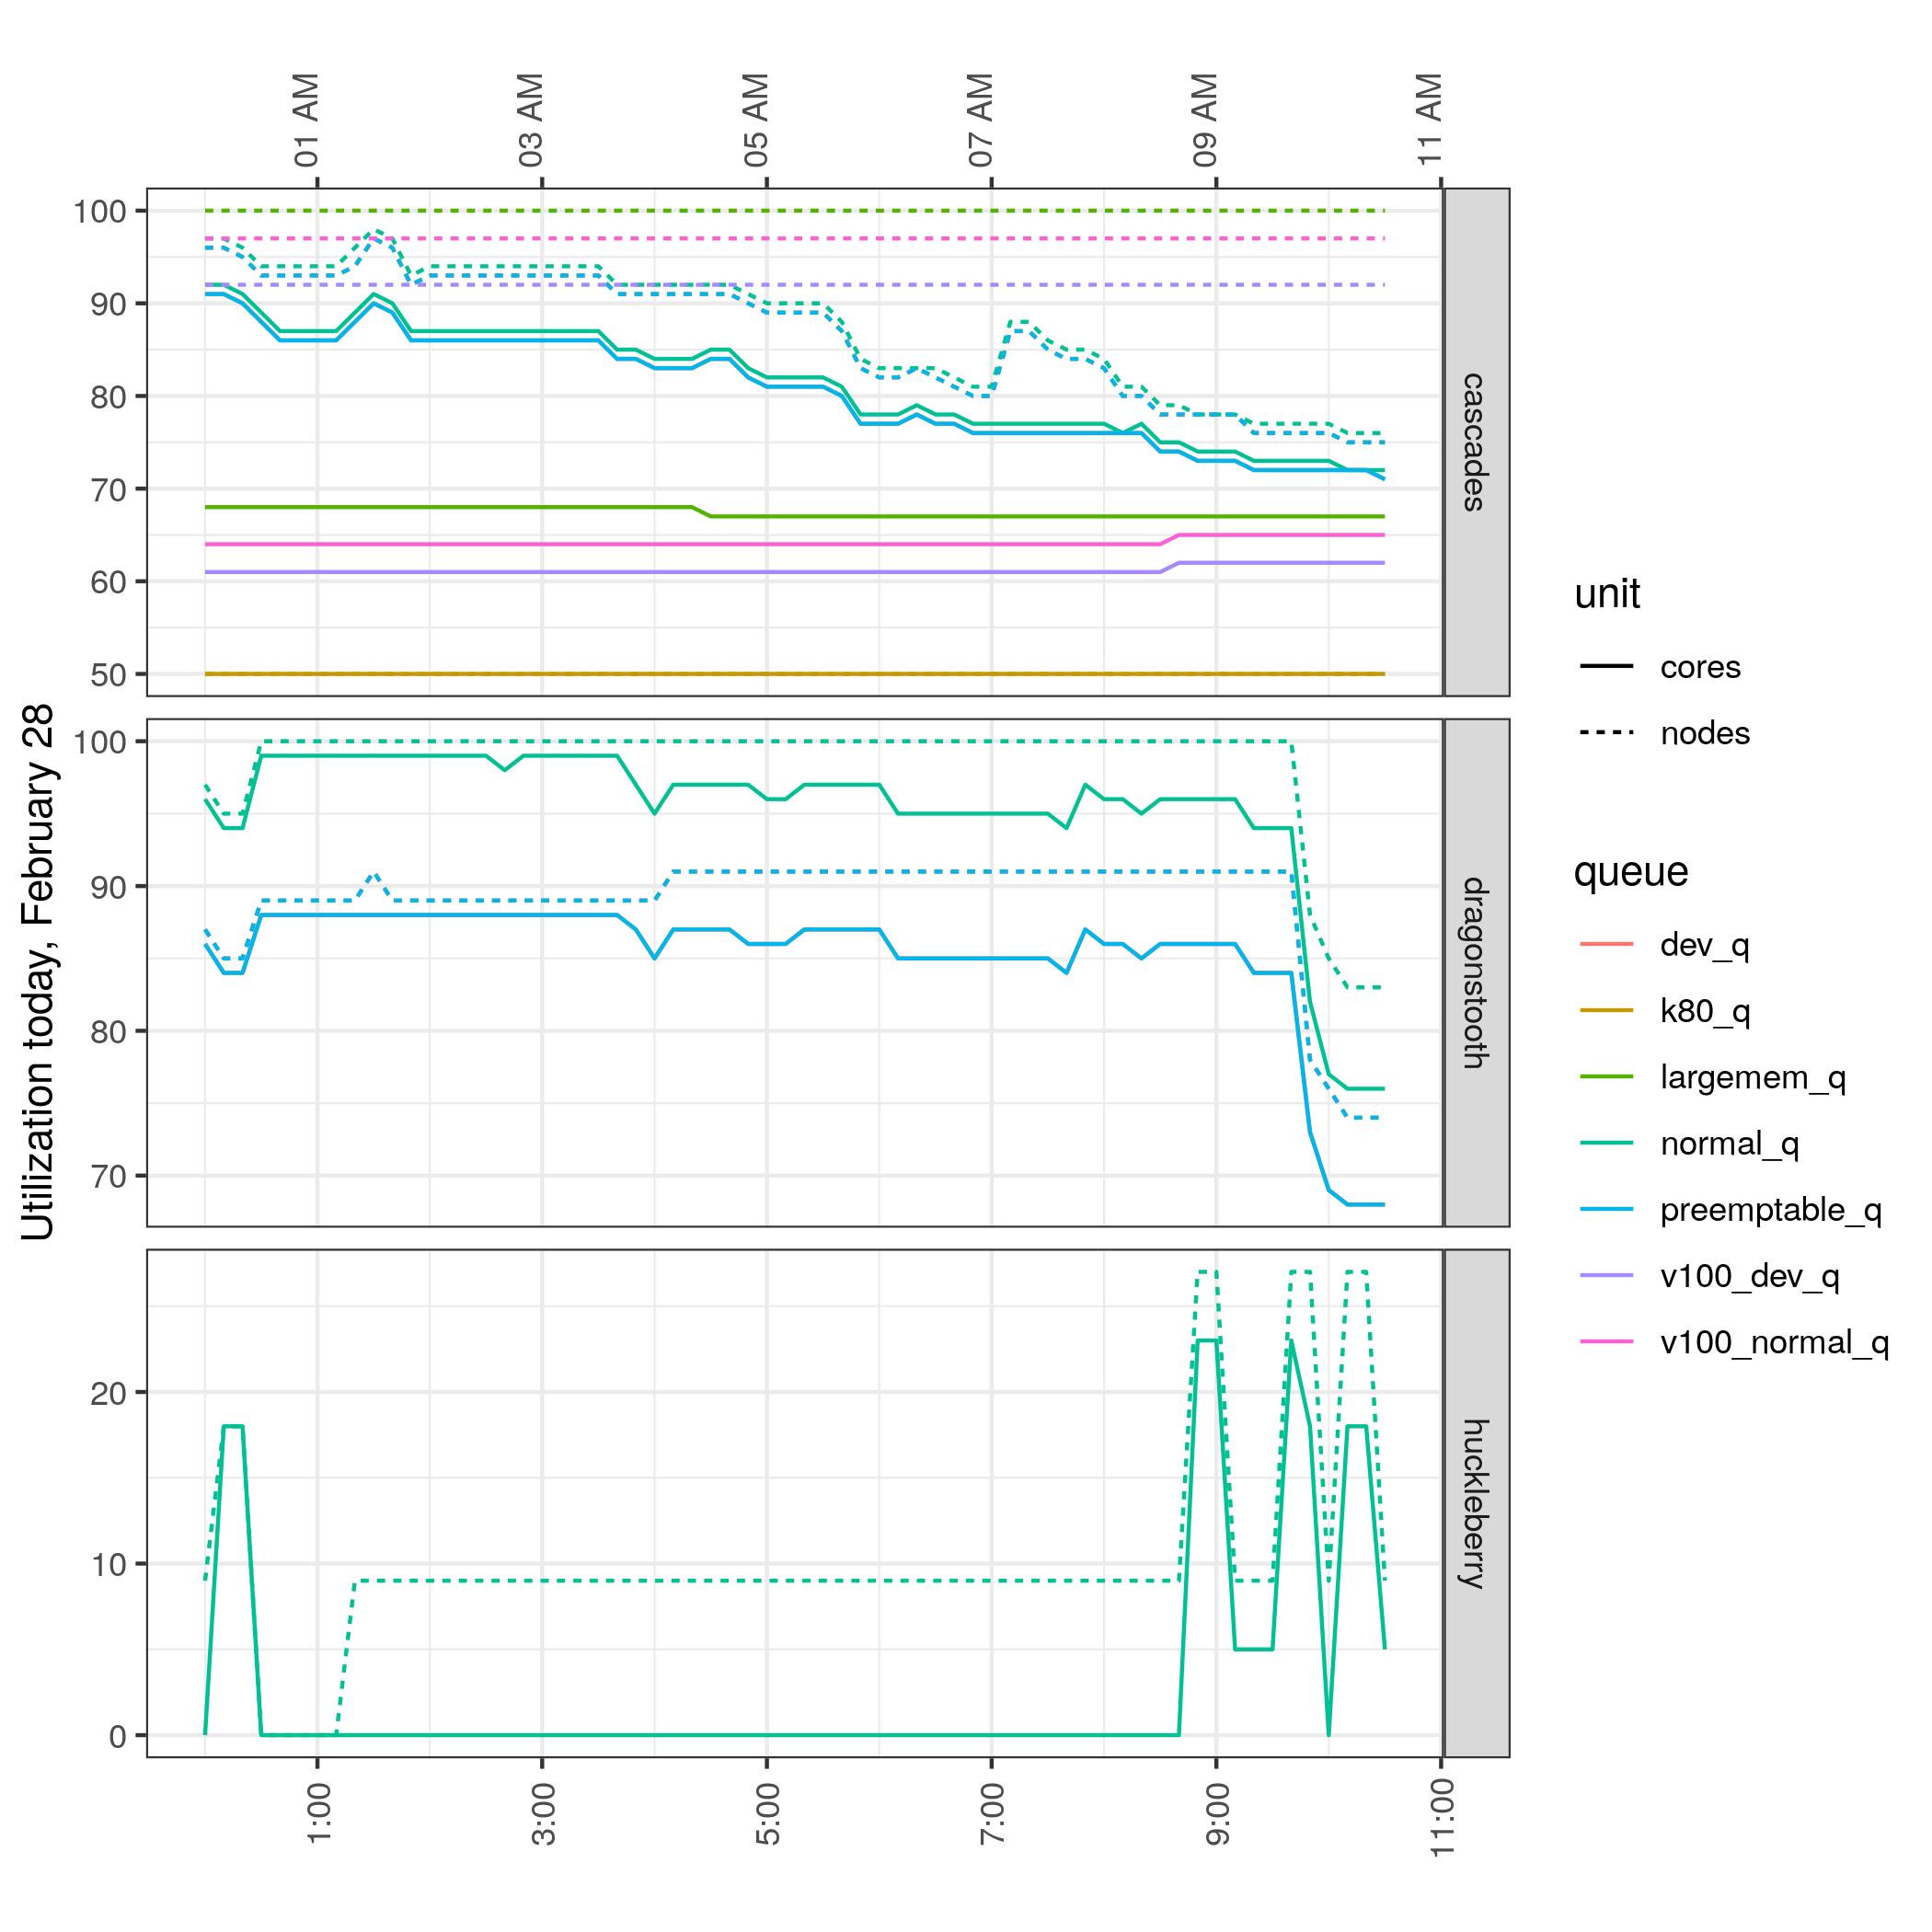 01 AM
03 AM
05 AM
07 AM
09 AM
11 AM
Utilization today, February 28
100
90
80
70
60
50
cascades
100
90
80
70
dragonstooth
20
10
0
huckleberry
1:00
3:00
5:00
7:00
9:00
11:00
unit
cores
nodes
queue
dev_q
k80_q
largemem_q
normal_q
preemptable_q
v100_dev_q
v100_normal_q